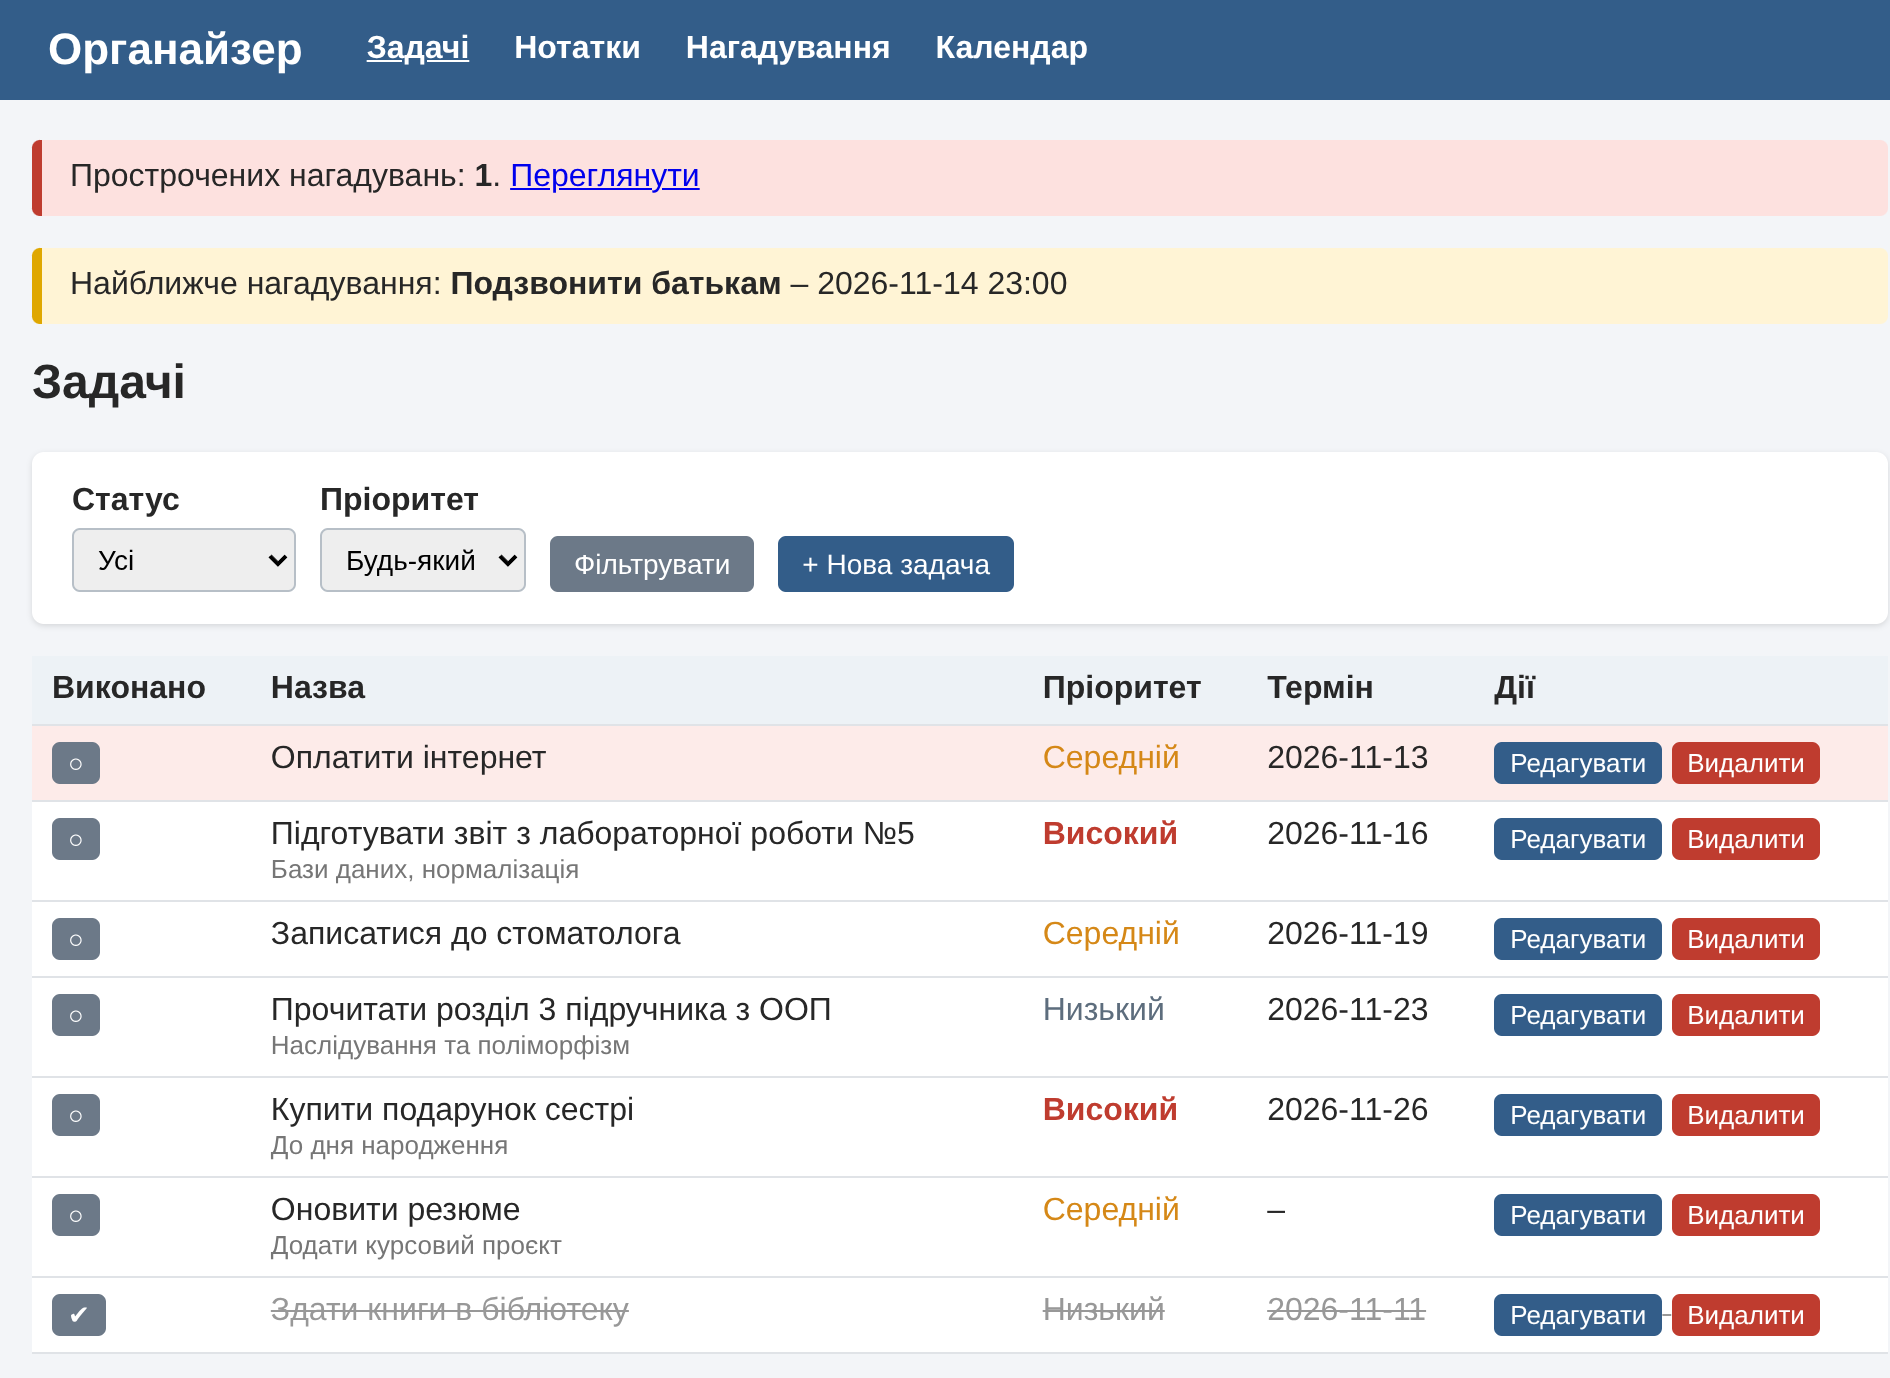 Органайзер Задачі Нотатки Нагадування Календар
Прострочених нагадувань: 1. Переглянути
Найближче нагадування: Подзвонити батькам – 2026-11-14 23:00
Задачі
Статус Пріоритет
Усі Будь-який Фільтрувати + Нова задача
Виконано Назва Пріоритет Термін Дії
○ Оплатити інтернет Середній 2026-11-13 Редагувати Видалити
○ Підготувати звіт з лабораторної роботи №5 Високий 2026-11-16 Редагувати Видалити
Бази даних, нормалізація
○ Записатися до стоматолога Середній 2026-11-19 Редагувати Видалити
○ Прочитати розділ 3 підручника з ООП Низький 2026-11-23 Редагувати Видалити
Наслідування та поліморфізм
○ Купити подарунок сестрі Високий 2026-11-26 Редагувати Видалити
До дня народження
○ Оновити резюме Середній – Редагувати Видалити
Додати курсовий проєкт
✔ Здати книги в бібліотеку Низький 2026-11-11 Редагувати Видалити